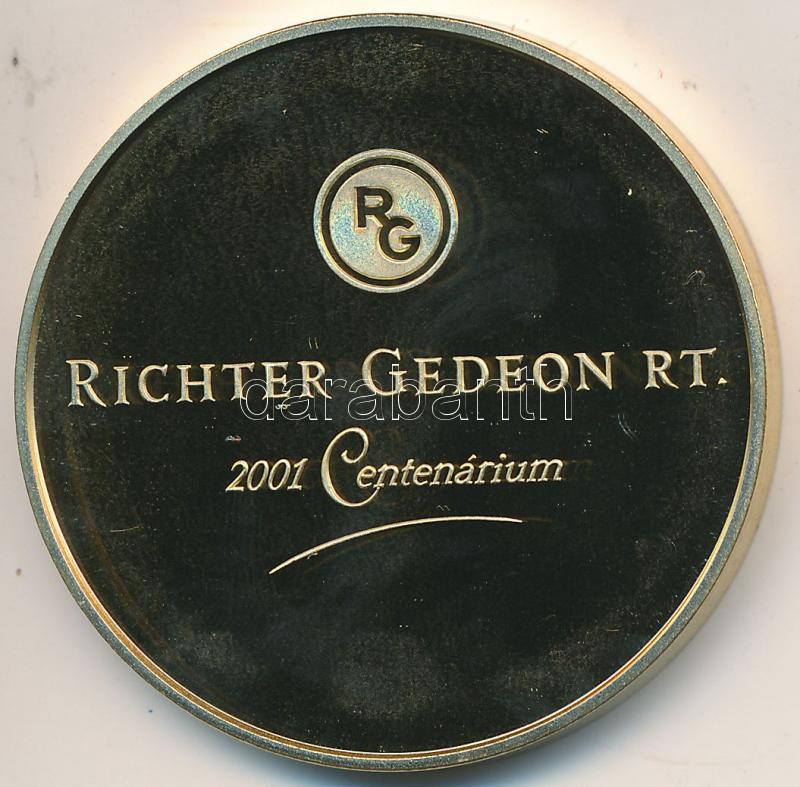 RG
RICHTER GEDEON RT.
darabanth
2001 Centenárium